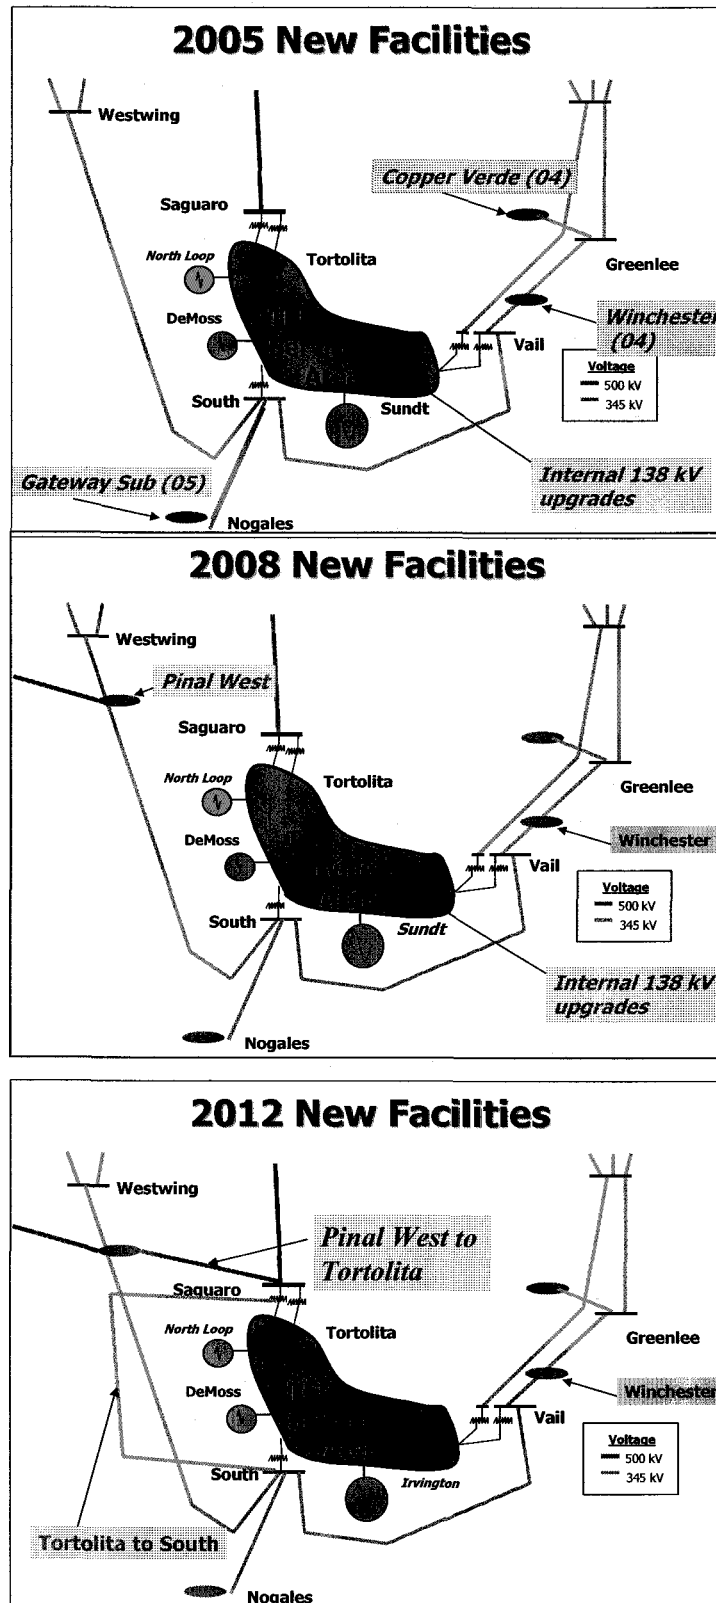 2005 New Facilities
Westwing
Copper Verde (04)
Saguaro
North Loop
Tortolita
Greenlee
DeMoss
Winchester
(04)
Vail
Voltage
500 kV
345 kV
South
Sundt
Internal 138 kV
upgrades
Gateway Sub (05)
Nogales
2008 New Facilities
Westwing
Pinal West
Saguaro
North Loop
Tortolita
Greenlee
DeMoss
Winchester
Vail
Voltage
500 kV
345 kV
South
Sundt
Internal 138 kV
upgrades
Nogales
2012 New Facilities
Westwing
Pinal West to
Tortolita
Saguaro
North Loop
Tortolita
Greenlee
DeMoss
Winchester
Vail
Voltage
500 kV
345 kV
South
Irvington
Tortolita to South
Nogales